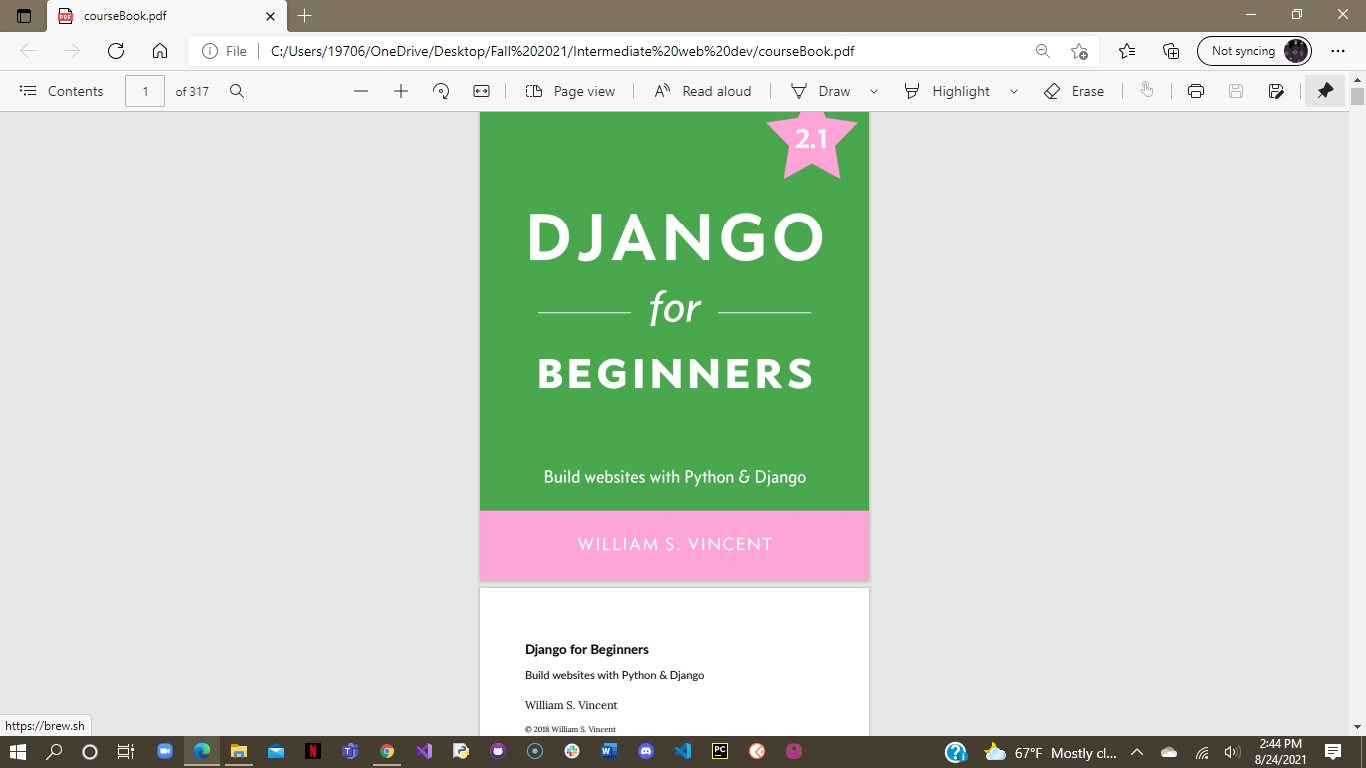 courseBook.pdf
File
C:/Users/19706/OneDrive/Desktop/Fall%202021/Intermediate%20web%20dev/courseBook.pdf
Not syncing
Contents
1
of 317
Page view
Read aloud
Draw
Highlight
Erase
2.1
DJANGO
for
BEGINNERS
Build websites with Python & Django
WILLIAM S. VINCENT
Django for Beginners
Build websites with Python & Django
William S. Vincent
© 2018 William S. Vincent
https://brew.sh
67°F Mostly cl...
2:44 PM
8/24/2021